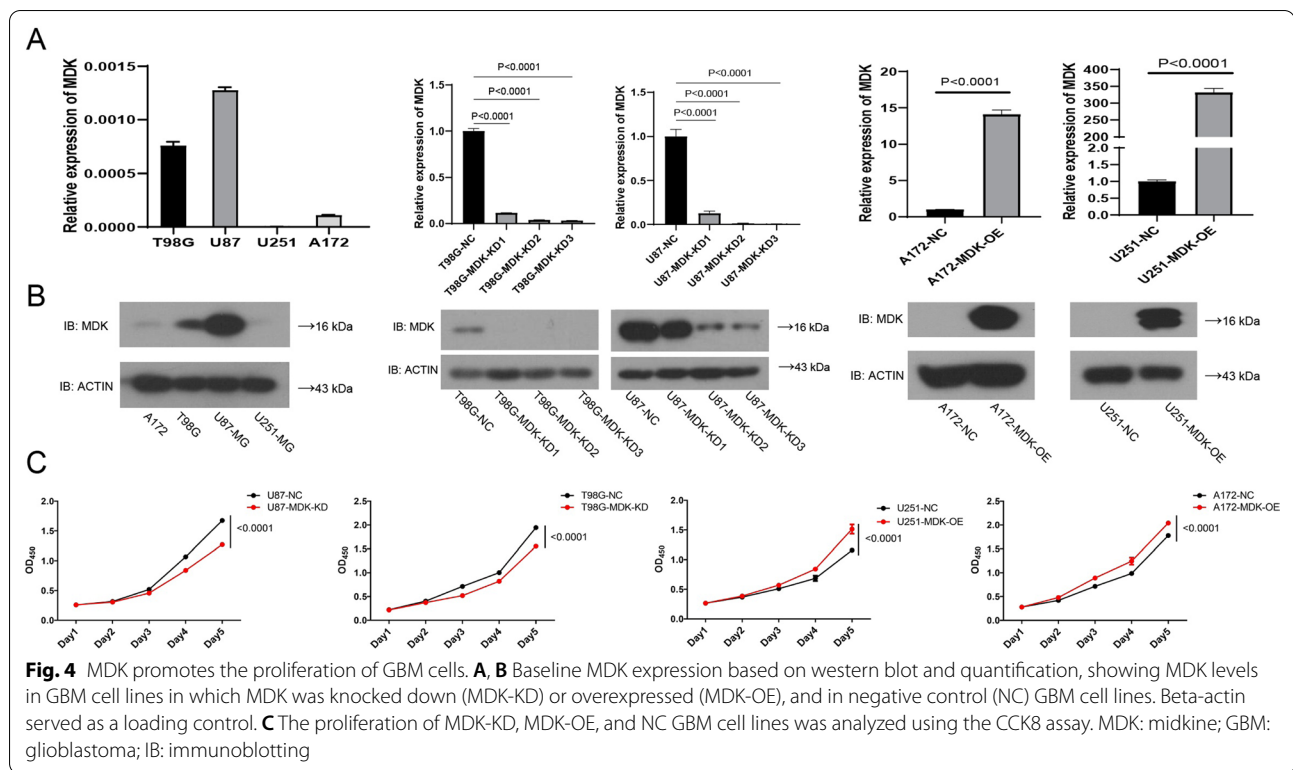 A
Relative expression of MDK
0.0015
0.0010
0.0005
0.0000
T98G U87 U251 A172
Relative expression of MDK
1.5
1.0
0.5
0.0
P<0.0001
P<0.0001
P<0.0001
T98G-NC
T98G-MDK-KD1
T98G-MDK-KD2
T98G-MDK-KD3
Relative expression of MDK
1.5
1.0
0.5
0.0
P<0.0001
P<0.0001
P<0.0001
U87-NC
U87-MDK-KD1
U87-MDK-KD2
U87-MDK-KD3
Relative expression of MDK
20
15
10
5
0
P<0.0001
A172-NC
A172-MDK-OE
Relative expression of MDK
350
300
250
200
150
100
2.0
1.5
1.0
0.5
0.0
P<0.0001
U251-NC
U251-MDK-OE
B
IB: MDK
→16 kDa
IB: ACTIN
→43 kDa
A172
T98G
U87-MG
U251-MG
→16 kDa
→43 kDa
T98G-NC
T98G-MDK-KD1
T98G-MDK-KD2
T98G-MDK-KD3
U87-NC
U87-MDK-KD1
U87-MDK-KD2
U87-MDK-KD3
IB: MDK
→16 kDa
IB: ACTIN
→43 kDa
A172-NC
A172-MDK-OE
U251-NC
U251-MDK-OE
C
U87-NC
U87-MDK-KD
OD450
2.0
1.5
1.0
0.5
0.0
<0.0001
Day1
Day2
Day3
Day4
Day5
T98G-NC
T98G-MDK-KD
OD450
2.5
2.0
1.5
1.0
0.5
0.0
<0.0001
Day1
Day2
Day3
Day4
Day5
U251-NC
U251-MDK-OE
OD450
2.0
1.5
1.0
0.5
0.0
<0.0001
Day1
Day2
Day3
Day4
Day5
A172-NC
A172-MDK-OE
OD450
2.5
2.0
1.5
1.0
0.5
0.0
<0.0001
Day1
Day2
Day3
Day4
Day5
Fig. 4 MDK promotes the proliferation of GBM cells. A, B Baseline MDK expression based on western blot and quantification, showing MDK levels
in GBM cell lines in which MDK was knocked down (MDK-KD) or overexpressed (MDK-OE), and in negative control (NC) GBM cell lines. Beta-actin
served as a loading control. C The proliferation of MDK-KD, MDK-OE, and NC GBM cell lines was analyzed using the CCK8 assay. MDK: midkine; GBM:
glioblastoma; IB: immunoblotting